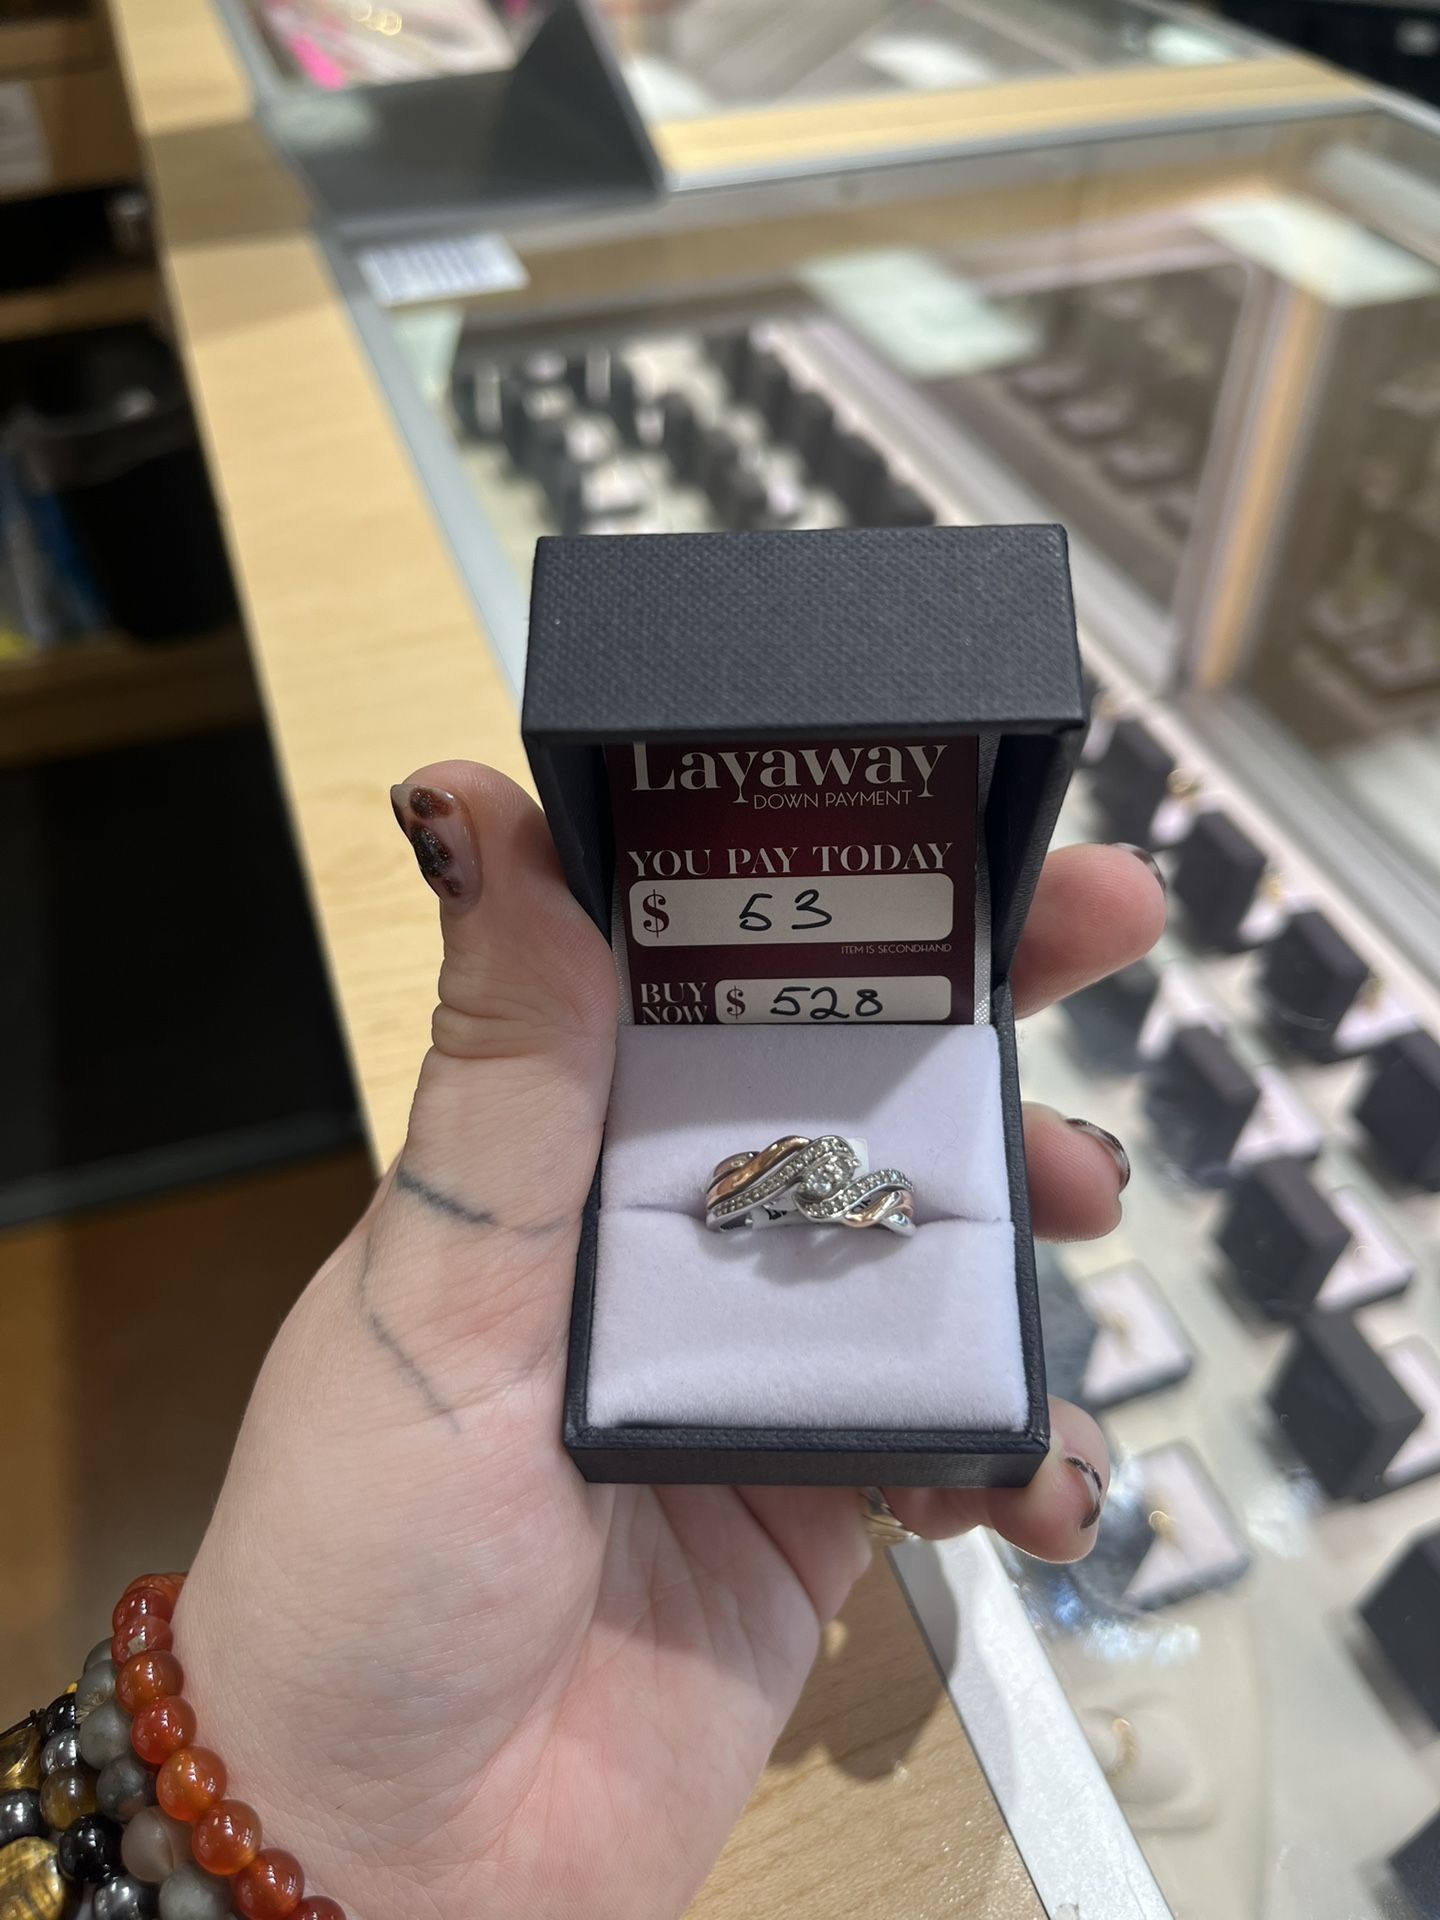 Layaway
DOWN PAYMENT
YOU PAY TODAY
$ 53
ITEM IS SECONDHAND
BUY NOW $ 528